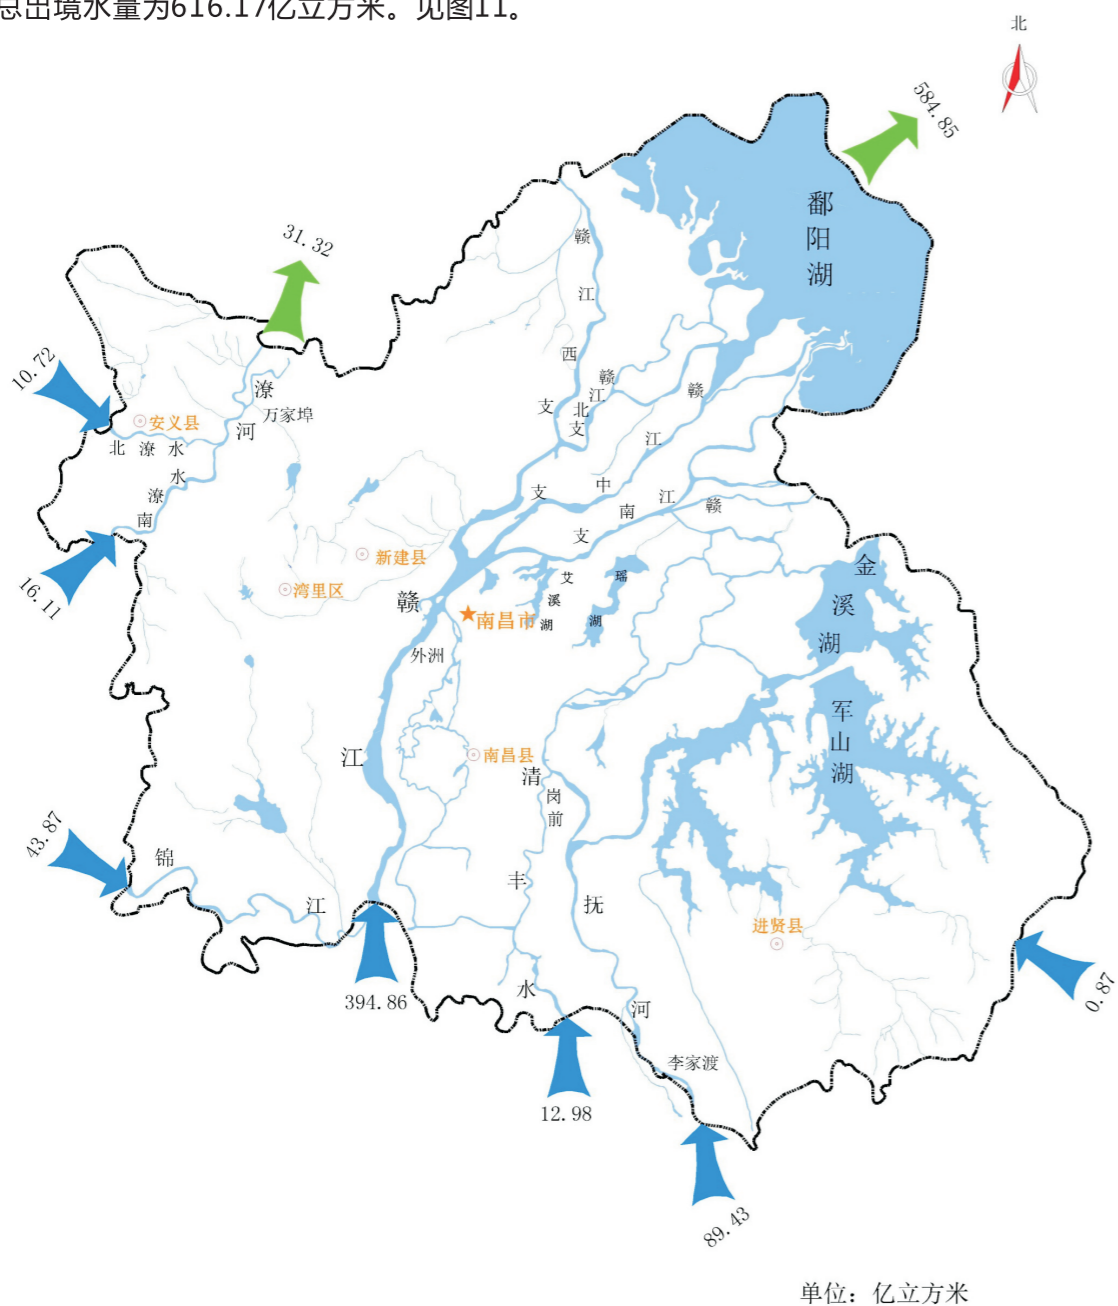 总出境水量为616.17亿立方米。见图11。
北
584.85
鄱阳湖
31.32
赣江西支
10.72
安义县
潦河
万家埠
北潦水
南潦水
赣江北支
赣江中支
赣江南支
16.11
新建县
湾里区
赣江
南昌市
艾溪湖
瑶湖
金溪湖
外洲
军山湖
南昌县
清丰水
岗前
43.87
锦江
抚河
进贤县
394.86
0.87
李家渡
12.98
89.43
单位：亿立方米